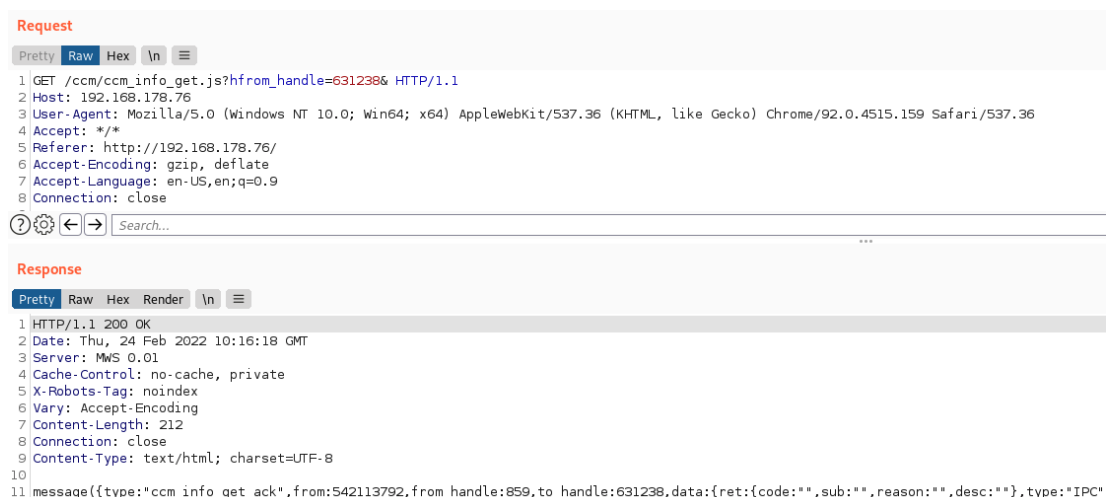 Request
Pretty Raw Hex \n ≡
1 GET /ccm/ccm_info_get.js?hfrom_handle=631238& HTTP/1.1
2 Host: 192.168.178.76
3 User-Agent: Mozilla/5.0 (Windows NT 10.0; Win64; x64) AppleWebKit/537.36 (KHTML, like Gecko) Chrome/92.0.4515.159 Safari/537.36
4 Accept: */*
5 Referer: http://192.168.178.76/
6 Accept-Encoding: gzip, deflate
7 Accept-Language: en-US,en;q=0.9
8 Connection: close
? Search...
Response
Pretty Raw Hex Render \n ≡
1 HTTP/1.1 200 OK
2 Date: Thu, 24 Feb 2022 10:16:18 GMT
3 Server: MWS 0.01
4 Cache-Control: no-cache, private
5 X-Robots-Tag: noindex
6 Vary: Accept-Encoding
7 Content-Length: 212
8 Connection: close
9 Content-Type: text/html; charset=UTF-8
10
11 message({type:"ccm_info_get_ack",from:542113792,from_handle:859,to_handle:631238,data:{ret:{code:"",sub:"",reason:"",desc:""},type:"IPC"